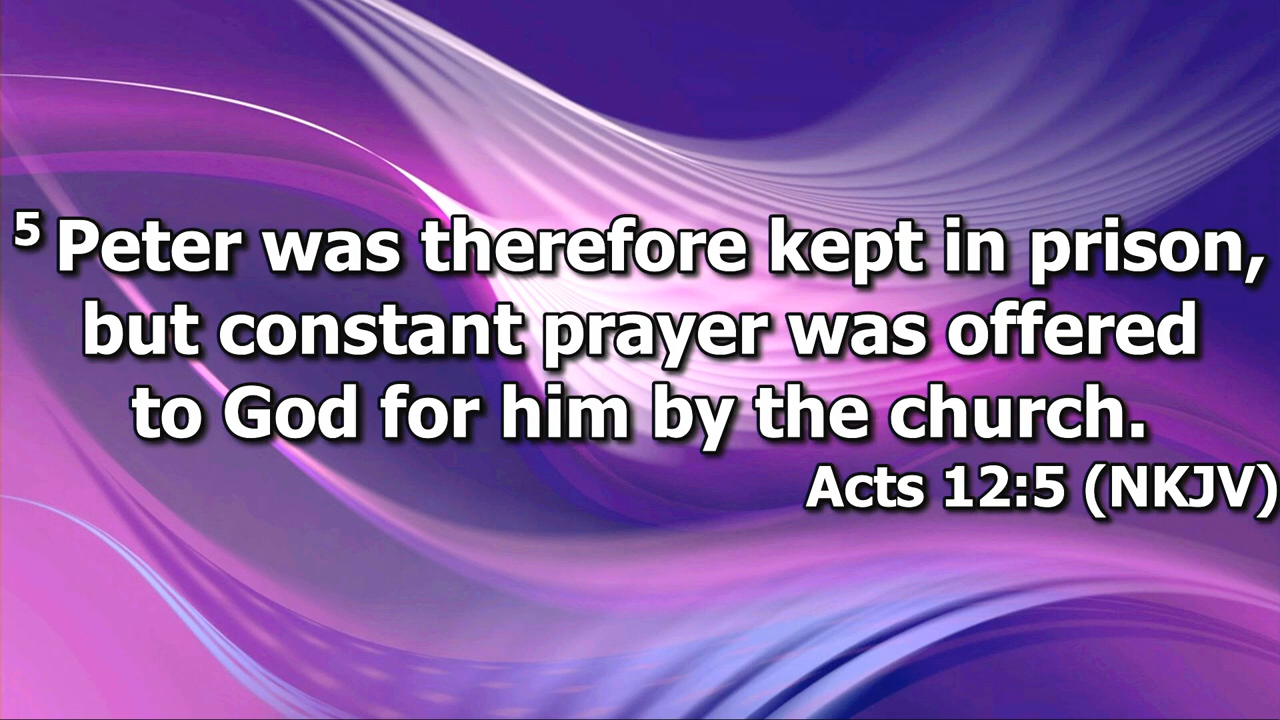 5 Peter was therefore kept in prison,
but constant prayer was offered
to God for him by the church.
Acts 12:5 (NKJV)